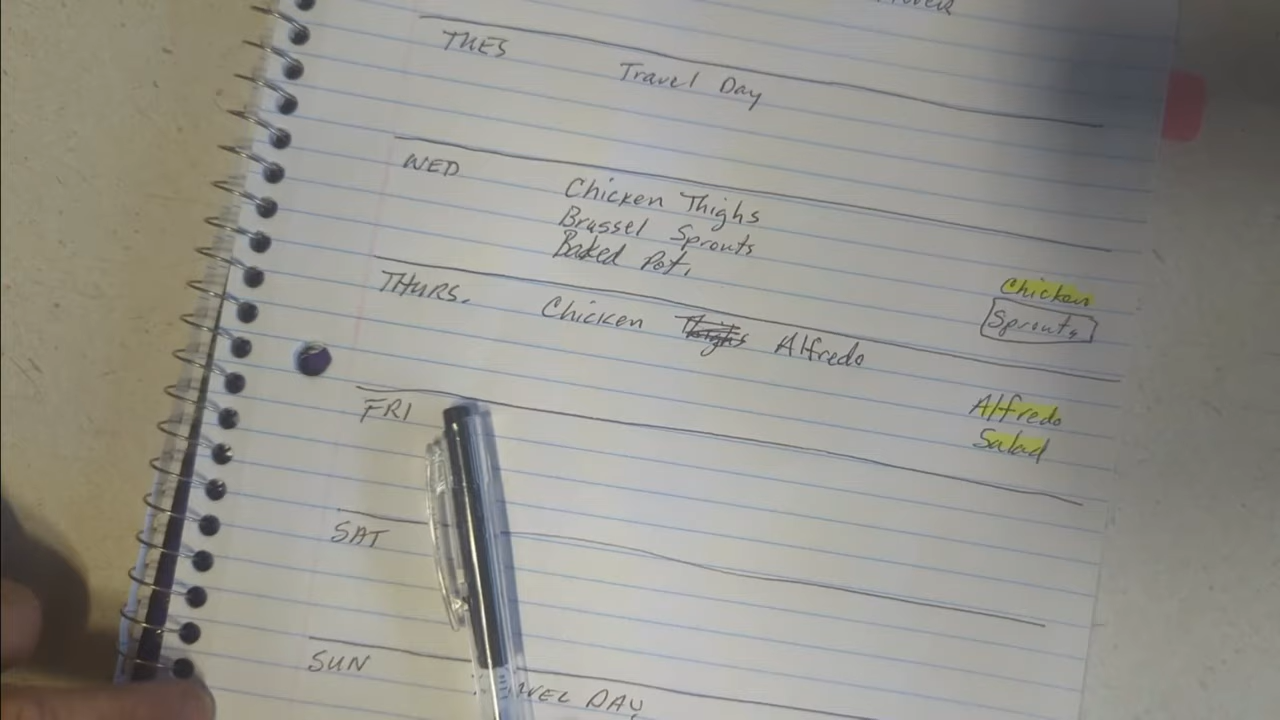 TUES
Travel Day
WED
Chicken Thighs
Brussel Sprouts
Baked Pot.
Chicken
Sprouts
THURS.
Chicken Thighs Alfredo
Alfredo
Salad
FRI
SAT
SUN
DAY